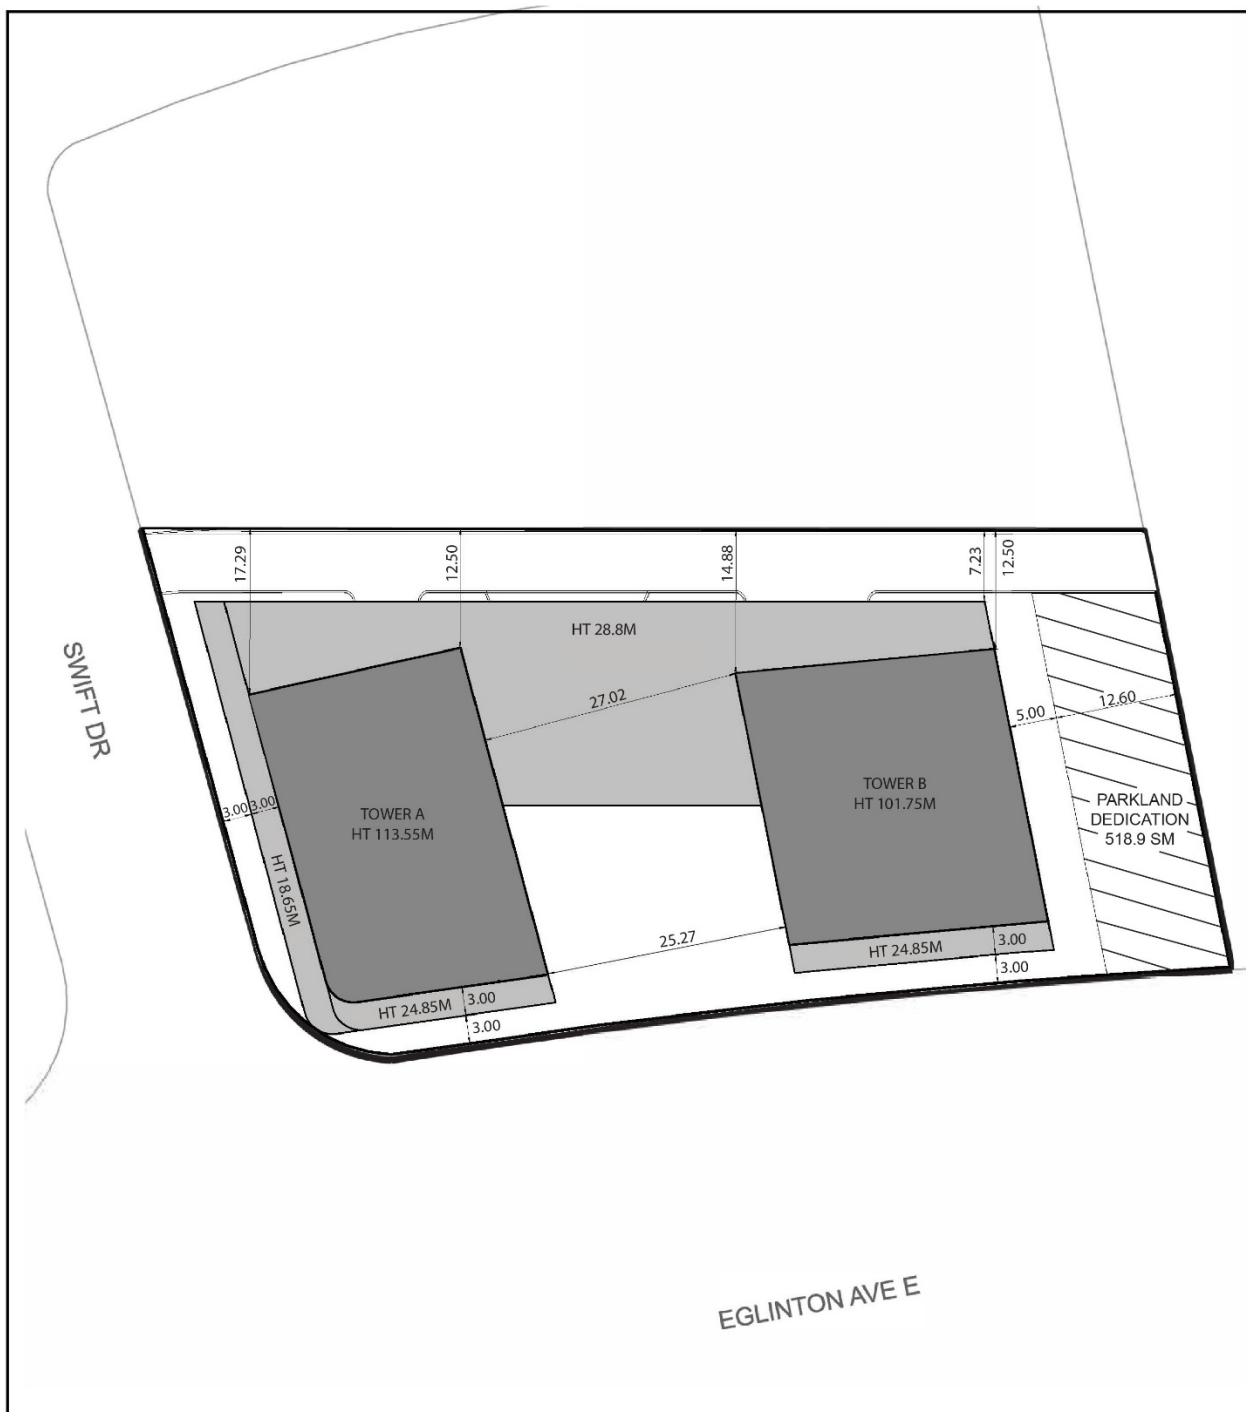 17.29
12.50
14.88
7.23
12.50
HT 28.8M
SWIFT DR
27.02
5.00
12.60
3.00
3.00
TOWER A
HT 113.55M
TOWER B
HT 101.75M
PARKLAND
DEDICATION
518.9 SM
HT 18.65M
25.27
HT 24.85M
3.00
3.00
HT 24.85M
3.00
3.00
EGLINTON AVE E